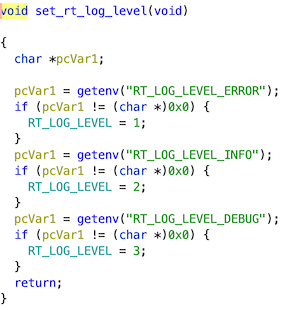 void set_rt_log_level(void)
{
char *pcVar1;
pcVar1 = getenv("RT_LOG_LEVEL_ERROR");
if (pcVar1 != (char *)0x0) {
RT_LOG_LEVEL = 1;
}
pcVar1 = getenv("RT_LOG_LEVEL_INFO");
if (pcVar1 != (char *)0x0) {
RT_LOG_LEVEL = 2;
}
pcVar1 = getenv("RT_LOG_LEVEL_DEBUG");
if (pcVar1 != (char *)0x0) {
RT_LOG_LEVEL = 3;
}
return;
}